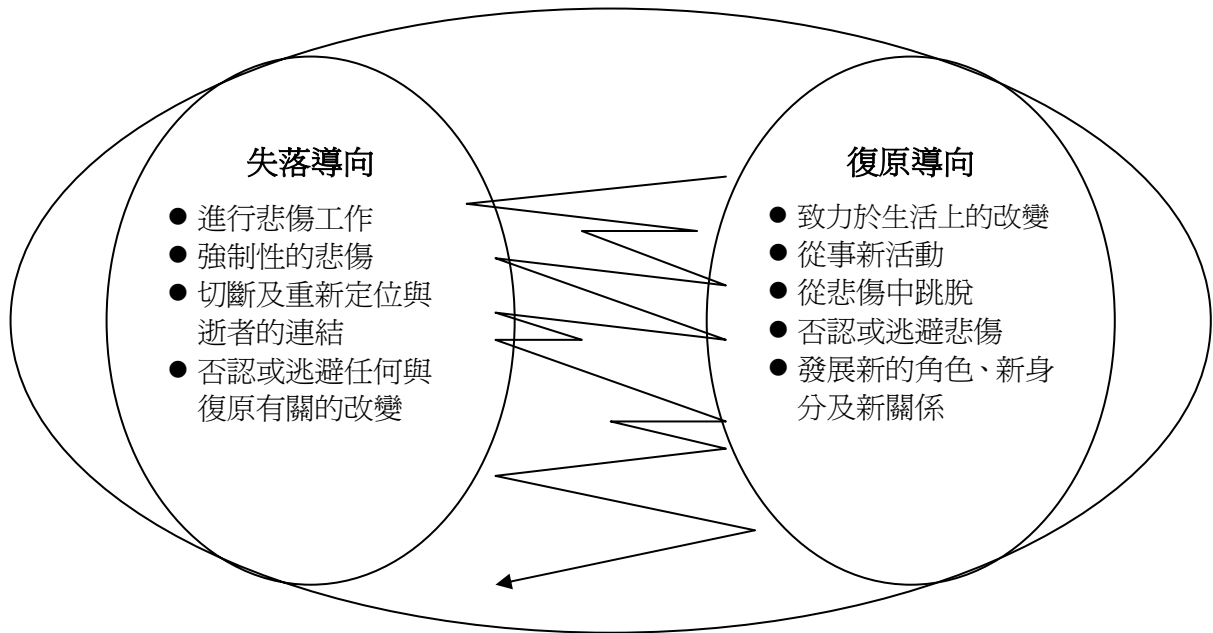 失落導向
● 進行悲傷工作
● 強制性的悲傷
● 切斷及重新定位與
逝者的連結
● 否認或逃避任何與
復原有關的改變
復原導向
● 致力於生活上的改變
● 從事新活動
● 從悲傷中跳脫
● 否認或逃避悲傷
● 發展新的角色、新身
分及新關係